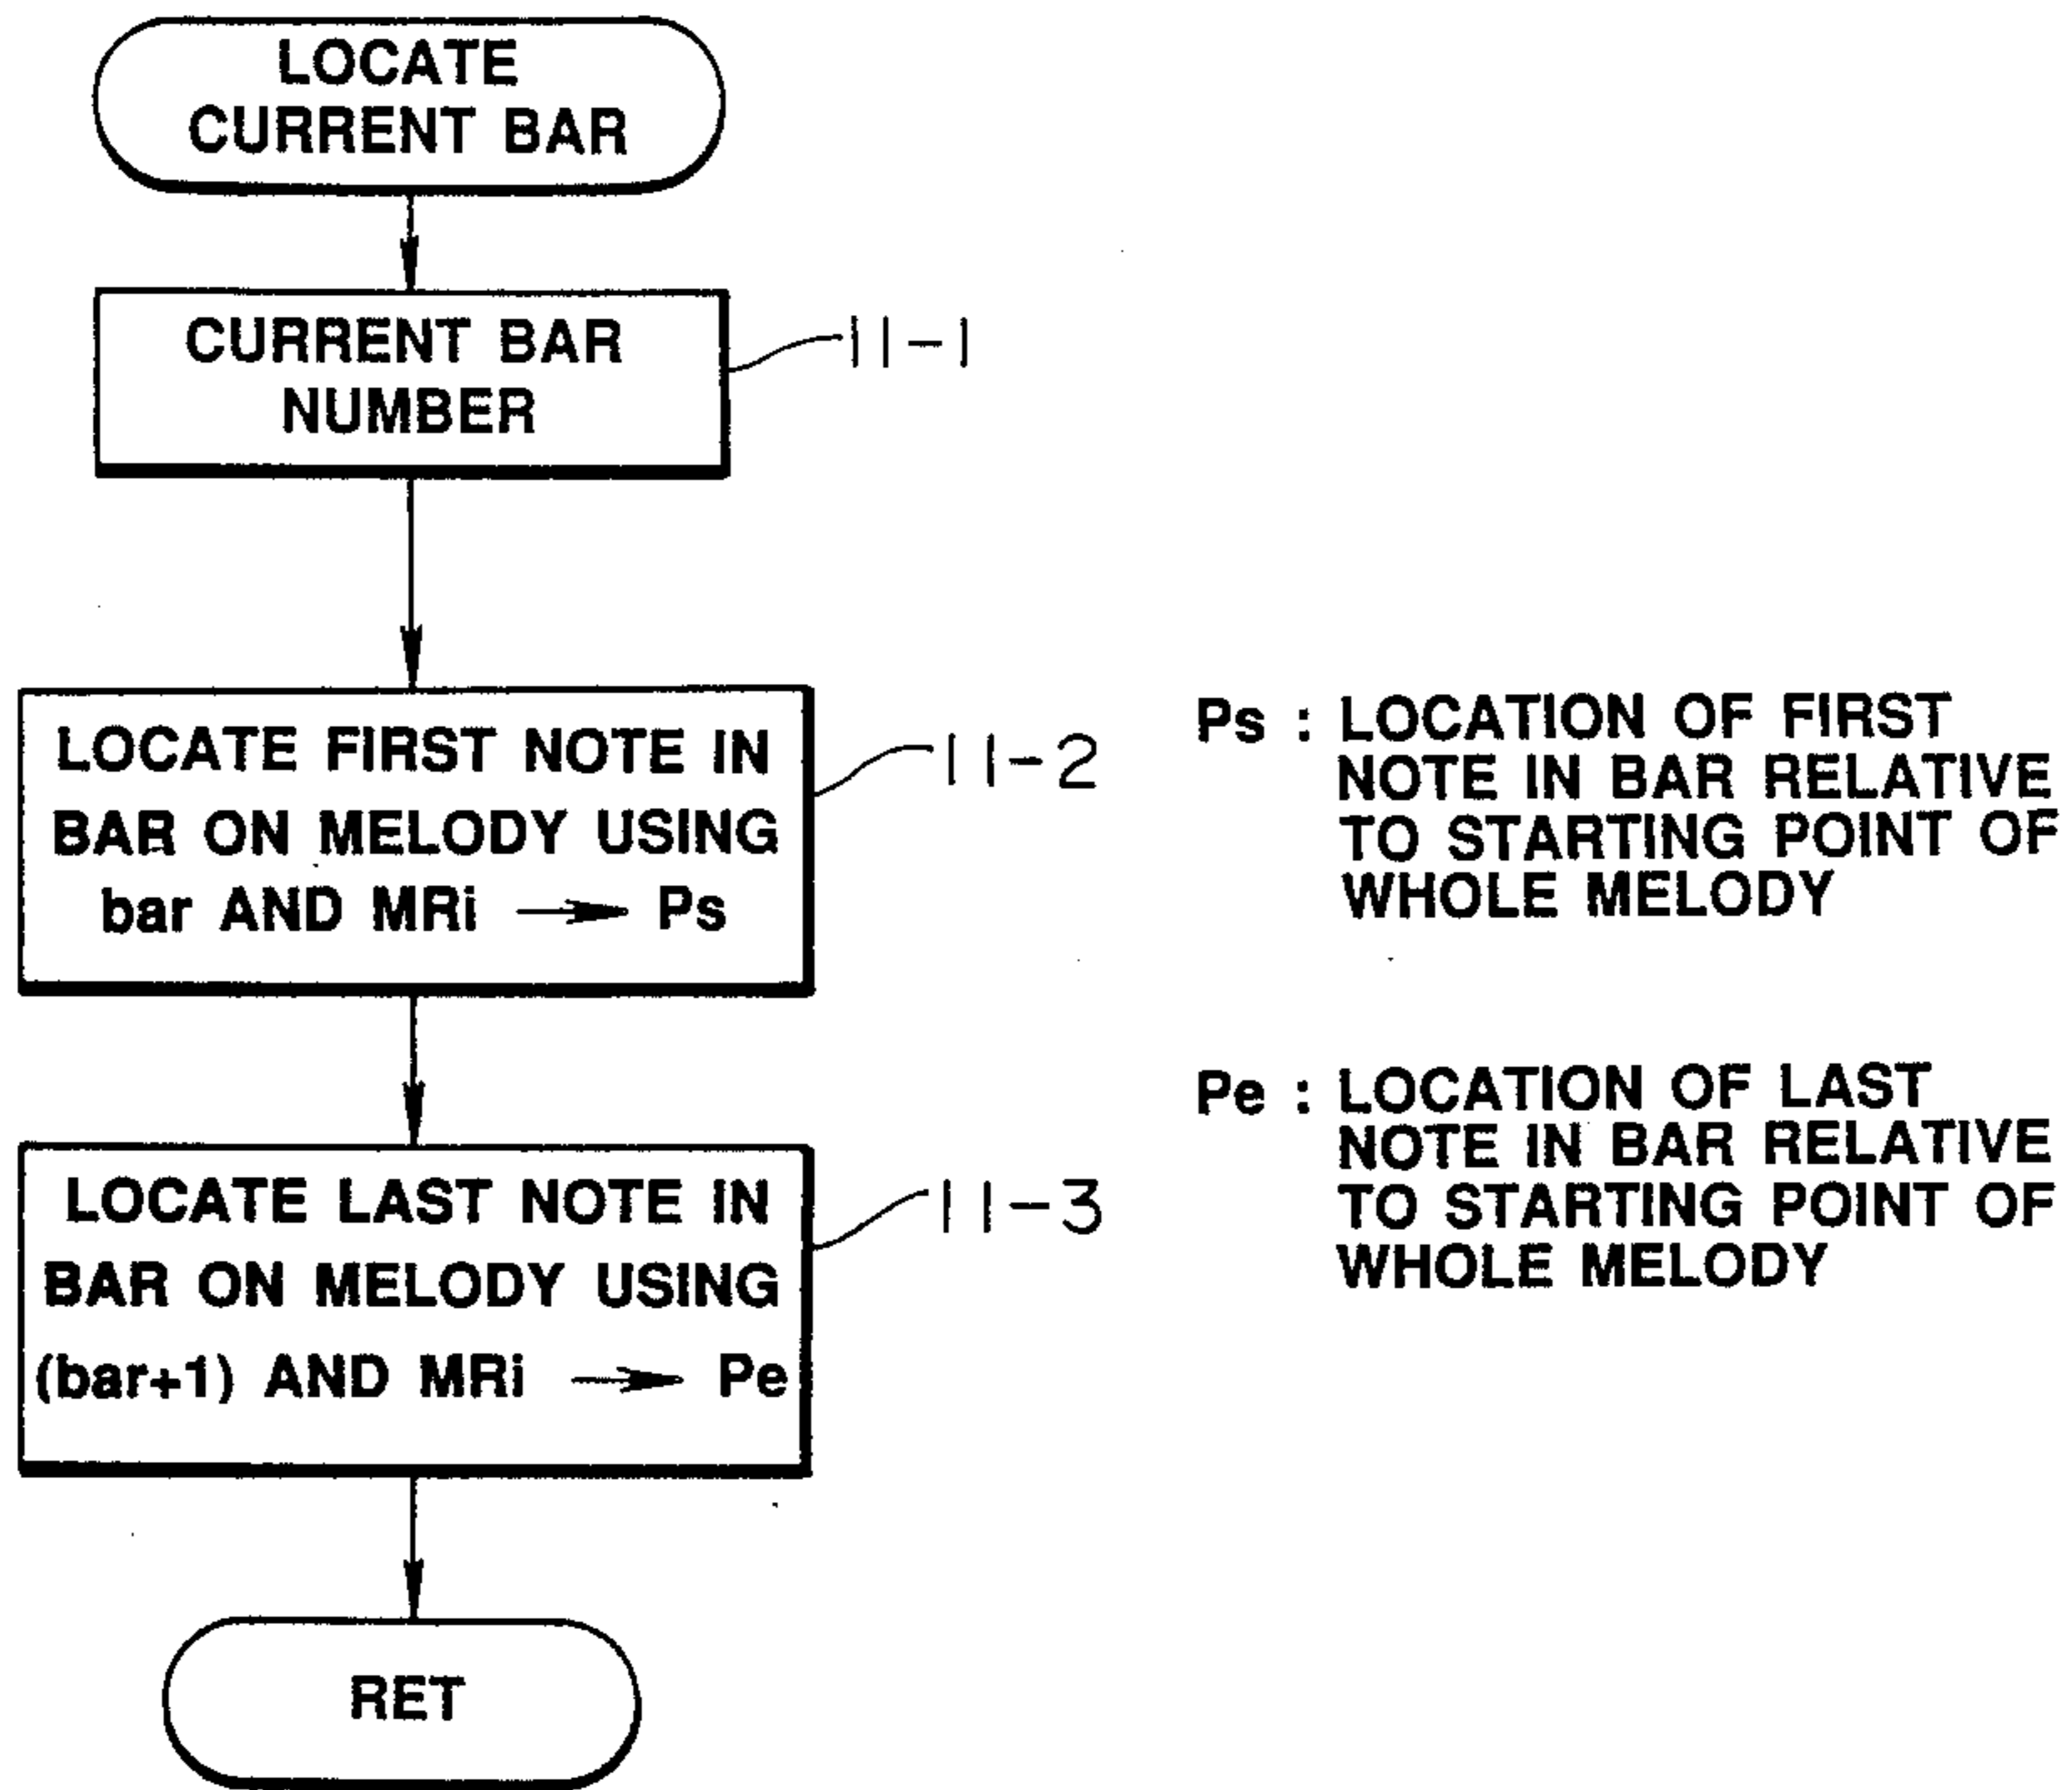 LOCATE
CURRENT BAR
CURRENT BAR
NUMBER
11-1
LOCATE FIRST NOTE IN
BAR ON MELODY USING
bar AND MRi → Ps
11-2
Ps : LOCATION OF FIRST
NOTE IN BAR RELATIVE
TO STARTING POINT OF
WHOLE MELODY
LOCATE LAST NOTE IN
BAR ON MELODY USING
(bar+1) AND MRi → Pe
11-3
Pe : LOCATION OF LAST
NOTE IN BAR RELATIVE
TO STARTING POINT OF
WHOLE MELODY
RET